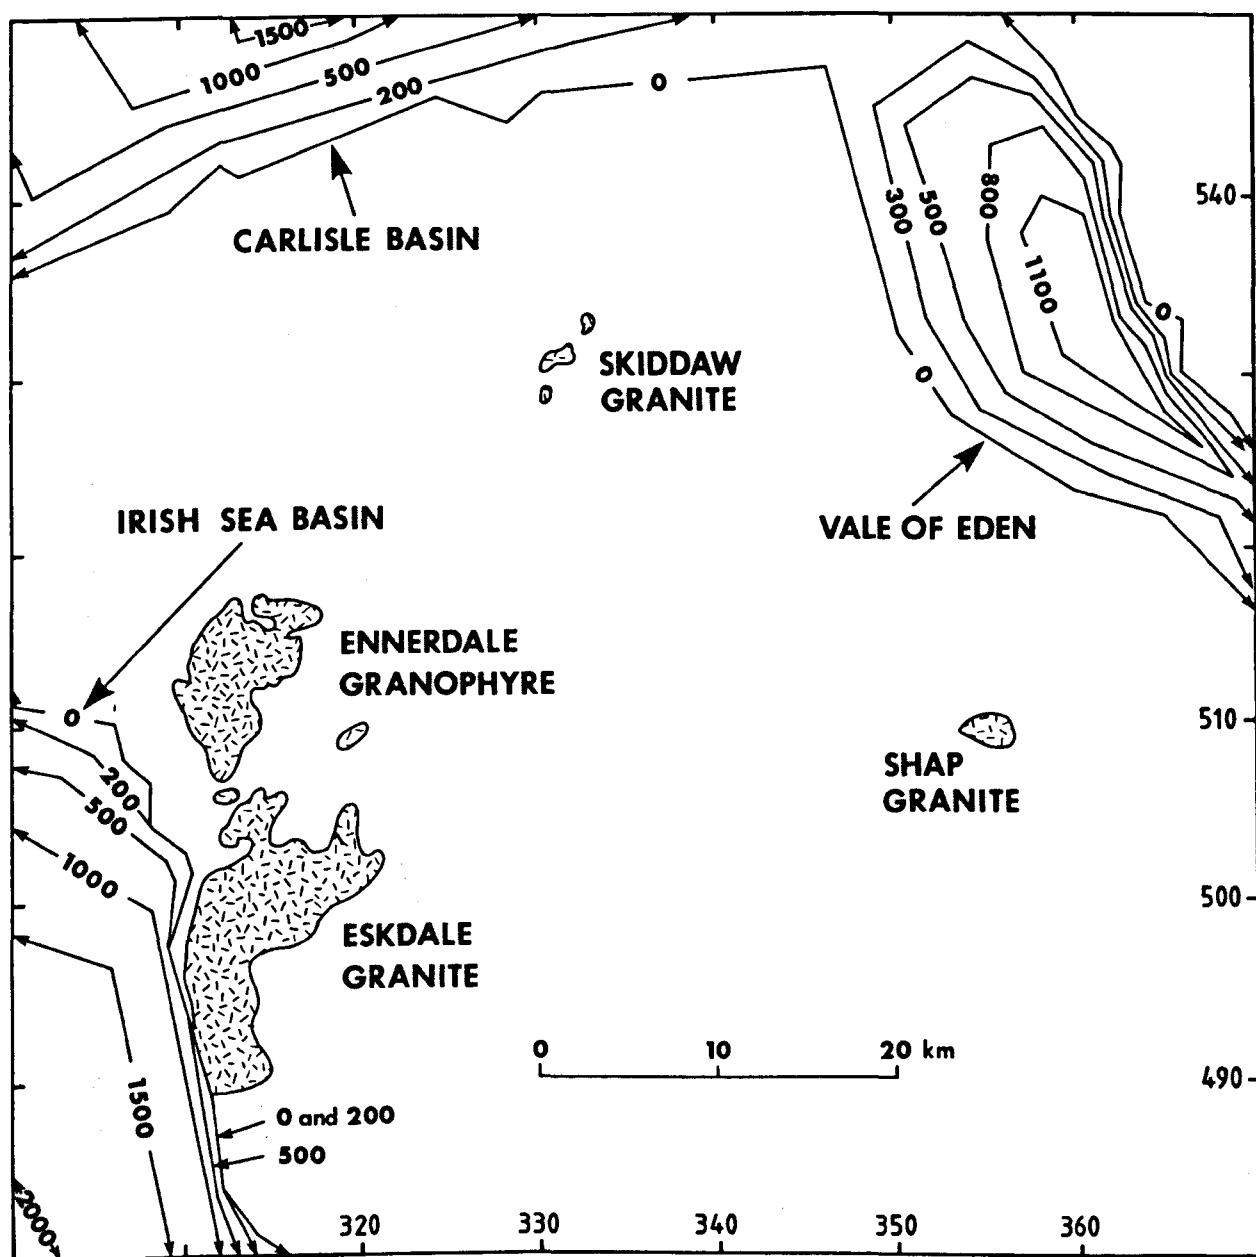 1500
1000
500
200
0
CARLISLE BASIN
300
500
800
1100
0
540
0
SKIDDAW
GRANITE
IRISH SEA BASIN
VALE OF EDEN
ENNERDALE
GRANOPHYRE
0
510
200
500
1000
SHAP
GRANITE
500
ESKDALE
GRANITE
0 10 20 km
490
1500
0 and 200
500
2000
320 330 350 360